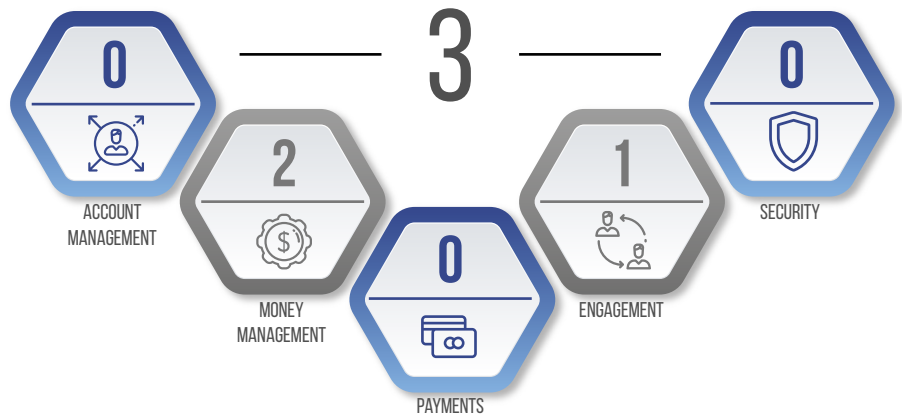 3
0
ACCOUNT
MANAGEMENT
2
$
MONEY
MANAGEMENT
0
PAYMENTS
1
ENGAGEMENT
0
SECURITY